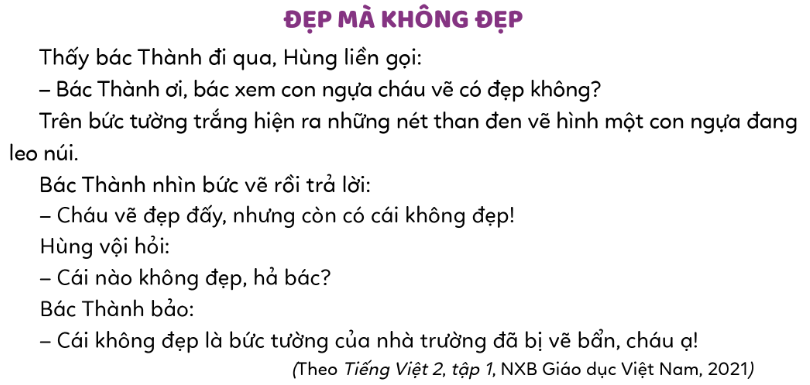 ĐẸP MÀ KHÔNG ĐẸP
Thấy bác Thành đi qua, Hùng liền gọi:
– Bác Thành ơi, bác xem con ngựa cháu vẽ có đẹp không?
Trên bức tường trắng hiện ra những nét than đen vẽ hình một con ngựa đang
leo núi.
Bác Thành nhìn bức vẽ rồi trả lời:
– Cháu vẽ đẹp đấy, nhưng còn có cái không đẹp!
Hùng vội hỏi:
– Cái nào không đẹp, hả bác?
Bác Thành bảo:
– Cái không đẹp là bức tường của nhà trường đã bị vẽ bẩn, cháu ạ!
(Theo Tiếng Việt 2, tập 1, NXB Giáo dục Việt Nam, 2021)